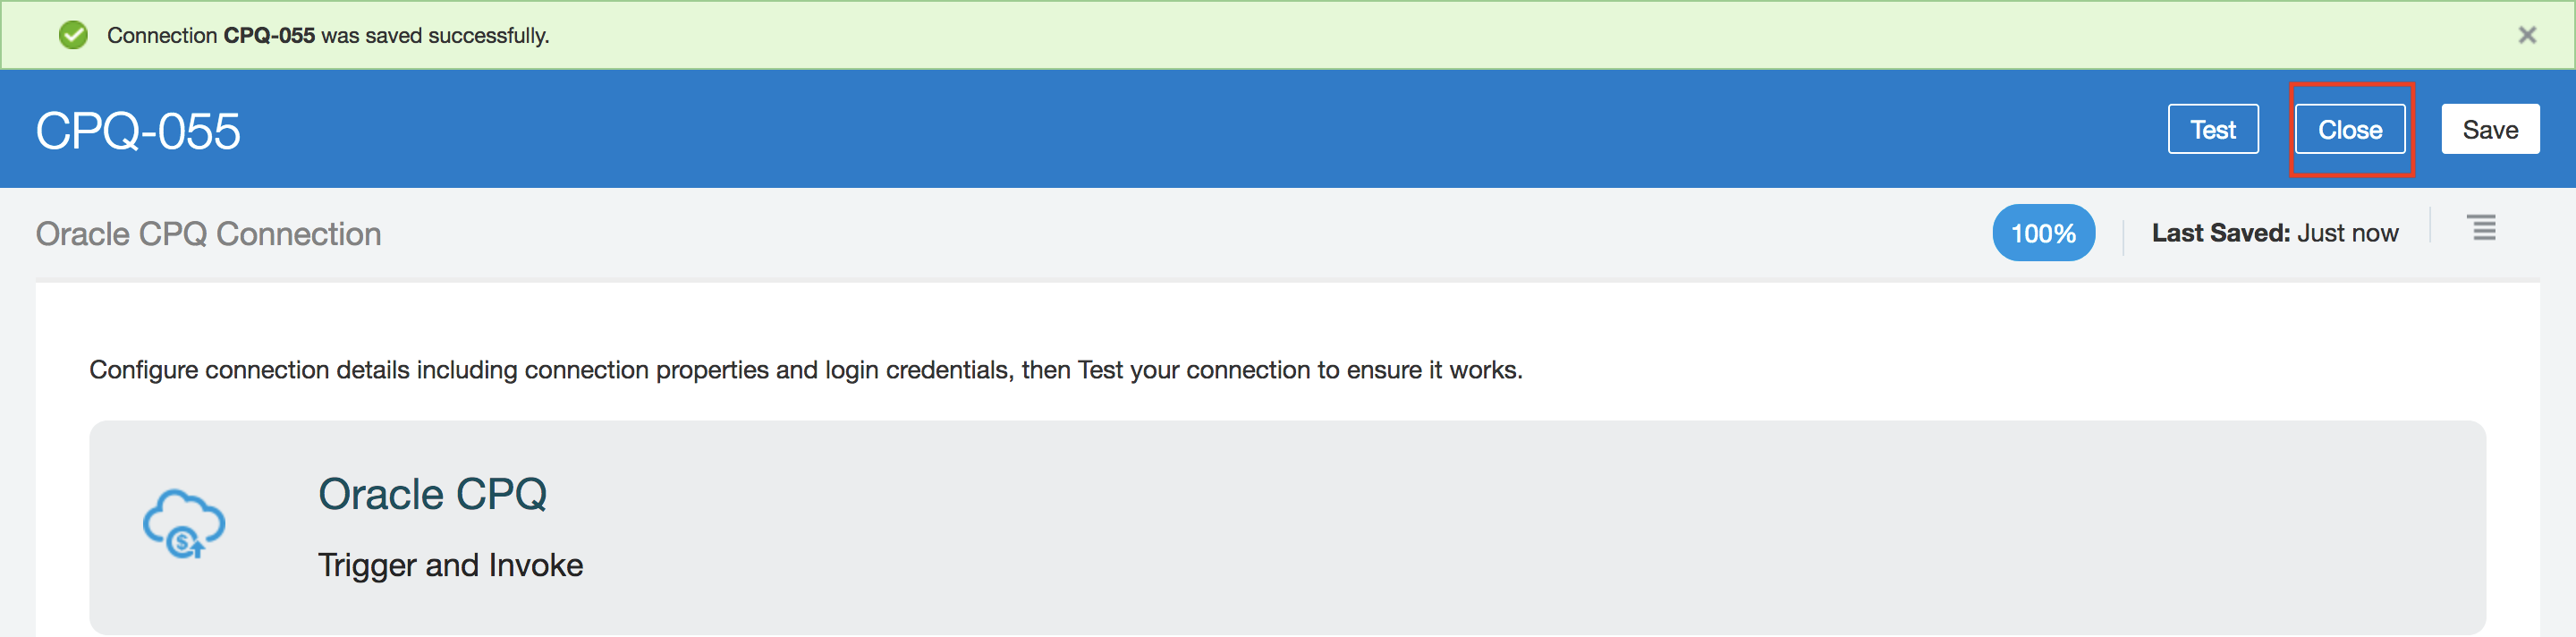 Connection CPQ-055 was saved successfully.
CPQ-055
Test
Close
Save
Oracle CPQ Connection
100%
Last Saved: Just now
Configure connection details including connection properties and login credentials, then Test your connection to ensure it works.
Oracle CPQ
Trigger and Invoke